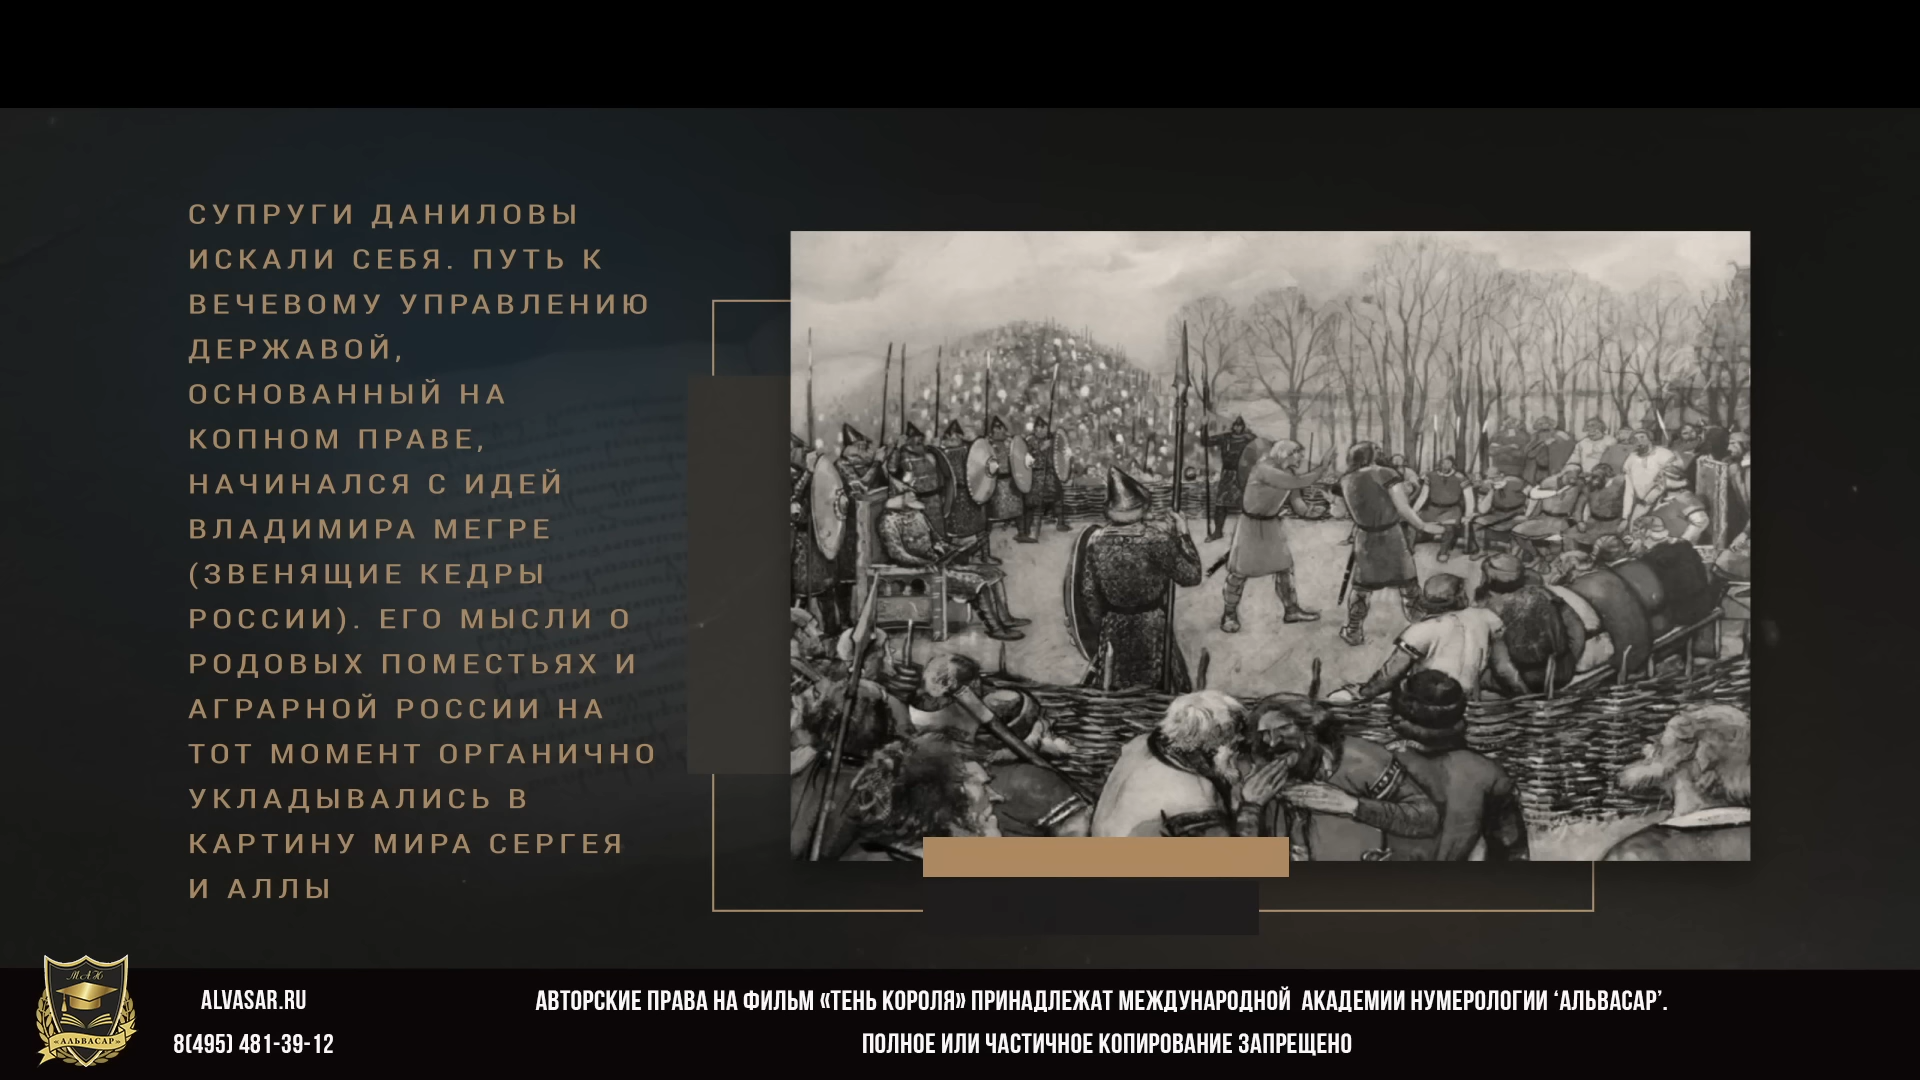 СУПРУГИ ДАНИЛОВЫ
ИСКАЛИ СЕБЯ. ПУТЬ К
ВЕЧЕВОМУ УПРАВЛЕНИЮ
ДЕРЖАВОЙ,
ОСНОВАННЫЙ НА
КОПНОМ ПРАВЕ,
НАЧИНАЛСЯ С ИДЕЙ
ВЛАДИМИРА МЕГРЕ
(ЗВЕНЯЩИЕ КЕДРЫ
РОССИИ). ЕГО МЫСЛИ О
РОДОВЫХ ПОМЕСТЬЯХ И
АГРАРНОЙ РОССИИ НА
ТОТ МОМЕНТ ОРГАНИЧНО
УКЛАДЫВАЛИСЬ В
КАРТИНУ МИРА СЕРГЕЯ
И АЛЛЫ
МАН
«АЛЬВАСАР»
ALVASAR.RU
8(495) 481-39-12
АВТОРСКИЕ ПРАВА НА ФИЛЬМ «ТЕНЬ КОРОЛЯ» ПРИНАДЛЕЖАТ МЕЖДУНАРОДНОЙ АКАДЕМИИ НУМЕРОЛОГИИ ‘АЛЬВАСАР’.
ПОЛНОЕ ИЛИ ЧАСТИЧНОЕ КОПИРОВАНИЕ ЗАПРЕЩЕНО